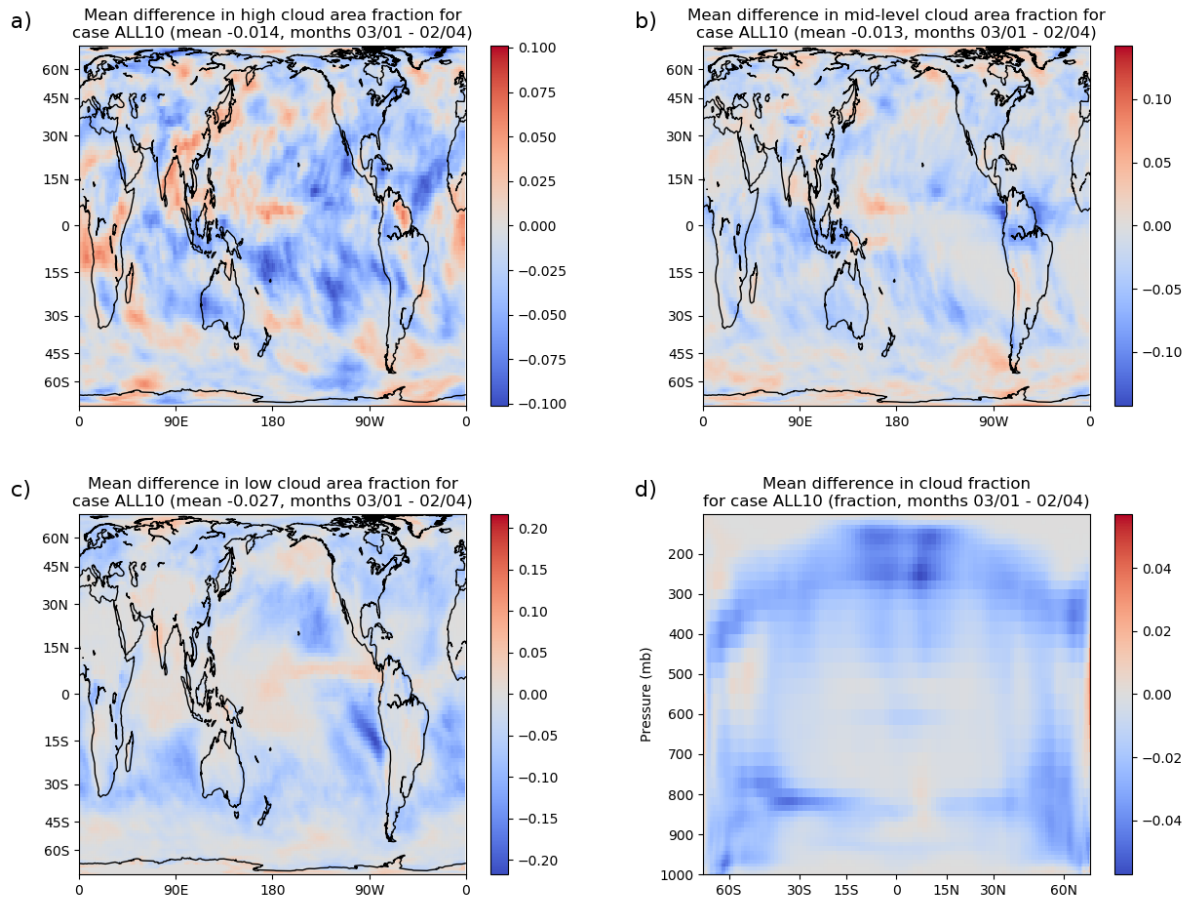 a)
Mean difference in high cloud area fraction for
case ALL10 (mean -0.014, months 03/01 - 02/04)
60N
45N
30N
15N
0
15S
30S
45S
60S
0
90E
180
90W
0
0.100
0.075
0.050
0.025
0.000
−0.025
−0.050
−0.075
−0.100
b)
Mean difference in mid-level cloud area fraction for
case ALL10 (mean -0.013, months 03/01 - 02/04)
60N
45N
30N
15N
0
15S
30S
45S
60S
0
90E
180
90W
0
0.10
0.05
0.00
−0.05
−0.10
c)
Mean difference in low cloud area fraction for
case ALL10 (mean -0.027, months 03/01 - 02/04)
60N
45N
30N
15N
0
15S
30S
45S
60S
0
90E
180
90W
0
0.20
0.15
0.10
0.05
0.00
−0.05
−0.10
−0.15
−0.20
d)
Mean difference in cloud fraction
for case ALL10 (fraction, months 03/01 - 02/04)
Pressure (mb)
200
300
400
500
600
700
800
900
1000
60S
30S
15S
0
15N
30N
60N
0.04
0.02
0.00
−0.02
−0.04